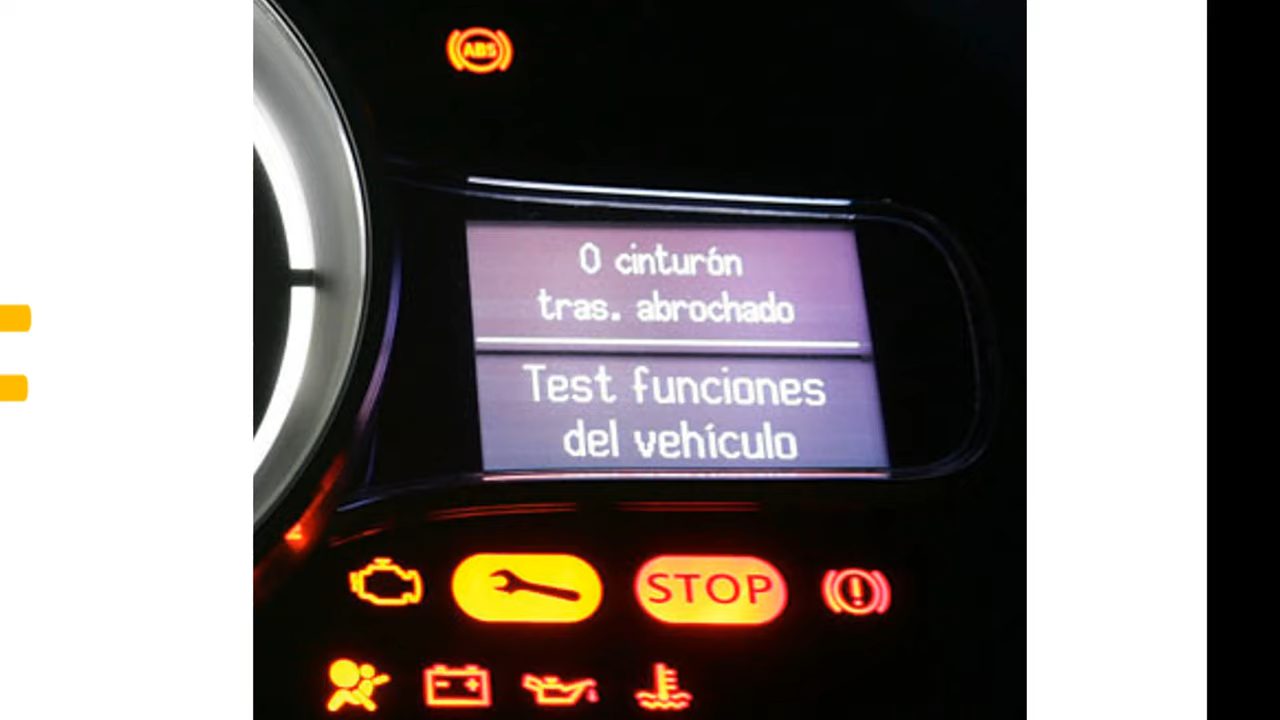 ABS
0 cinturón
tras. abrochado
Test funciones
del vehículo
STOP